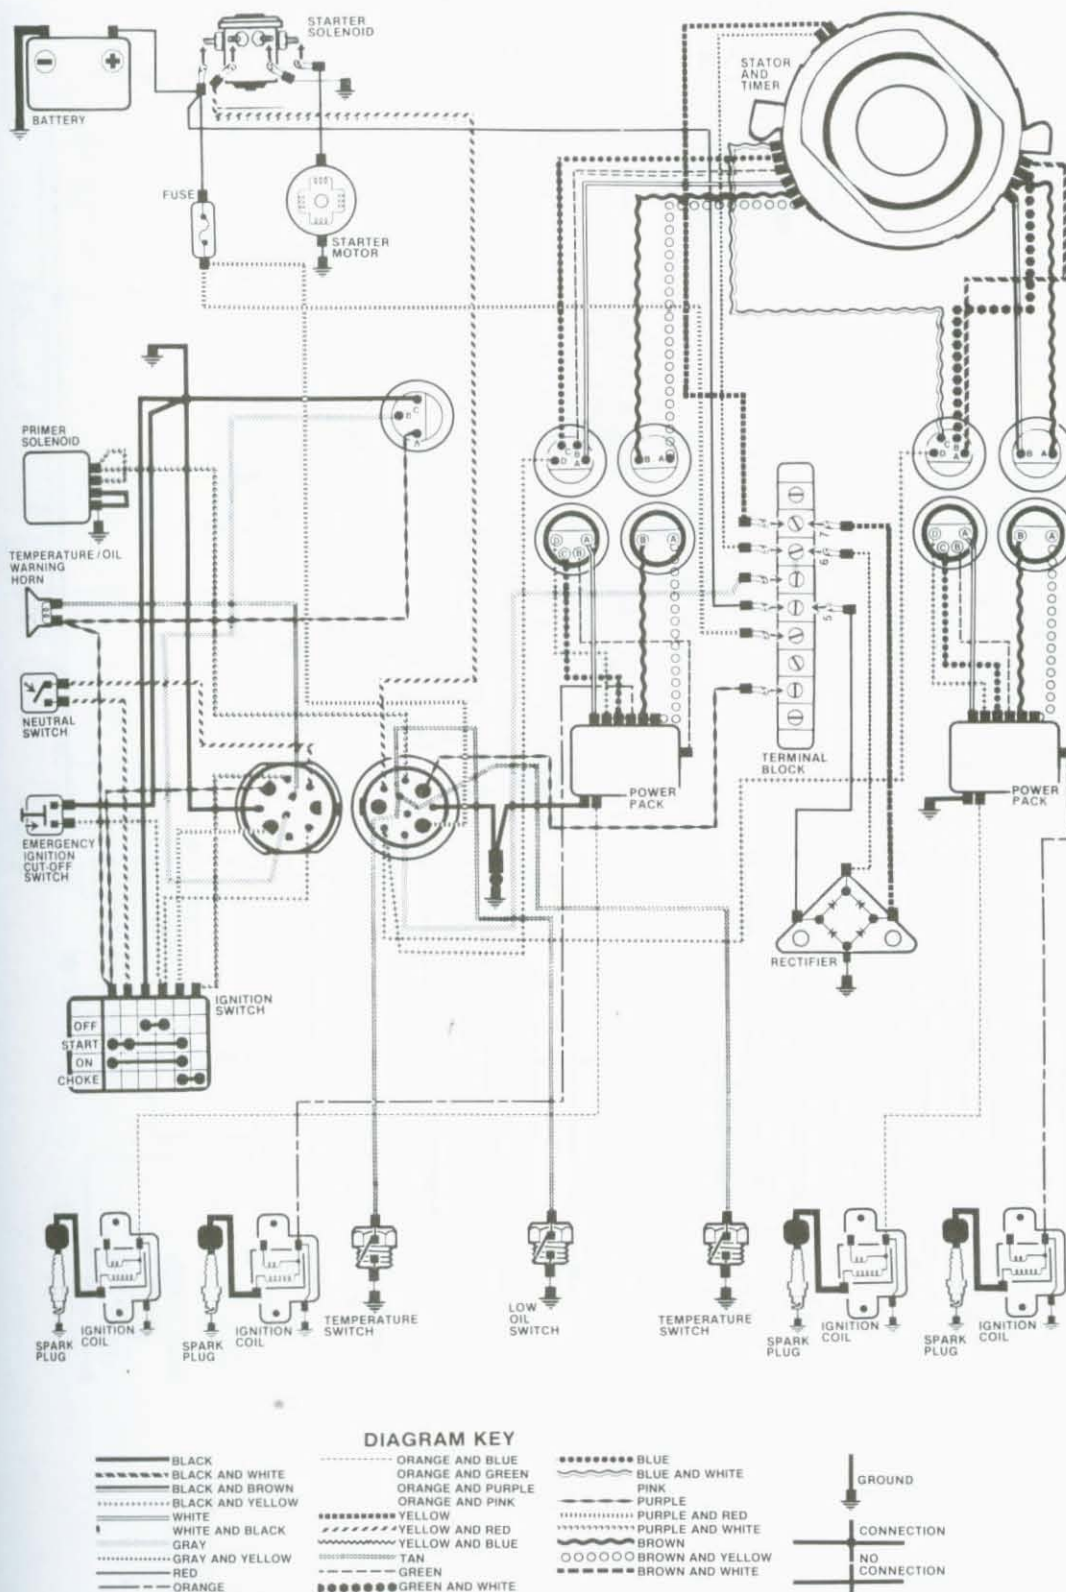 STARTER
SOLENOID
BATTERY
STATOR
AND
TIMER
FUSE
STARTER
MOTOR
PRIMER
SOLENOID
C
B
A
C
B
D
A
B
A
C
B
D
A
B
A
TEMPERATURE/OIL
WARNING
HORN
D
A
C
B
B
A
7
6
5
D
A
C
B
B
A
NEUTRAL
SWITCH
TERMINAL
BLOCK
POWER
PACK
POWER
PACK
EMERGENCY
IGNITION
CUT-OFF
SWITCH
RECTIFIER
IGNITION
SWITCH
OFF
START
ON
CHOKE
SPARK
PLUG
IGNITION
COIL
SPARK
PLUG
IGNITION
COIL
TEMPERATURE
SWITCH
LOW
OIL
SWITCH
TEMPERATURE
SWITCH
SPARK
PLUG
IGNITION
COIL
SPARK
PLUG
IGNITION
COIL
DIAGRAM KEY
BLACK
BLACK AND WHITE
BLACK AND BROWN
BLACK AND YELLOW
WHITE
WHITE AND BLACK
GRAY
GRAY AND YELLOW
RED
ORANGE
ORANGE AND BLUE
ORANGE AND GREEN
ORANGE AND PURPLE
ORANGE AND PINK
YELLOW
YELLOW AND RED
YELLOW AND BLUE
TAN
GREEN
GREEN AND WHITE
BLUE
BLUE AND WHITE
PINK
PURPLE
PURPLE AND RED
PURPLE AND WHITE
BROWN
BROWN AND YELLOW
BROWN AND WHITE
GROUND
CONNECTION
NO
CONNECTION